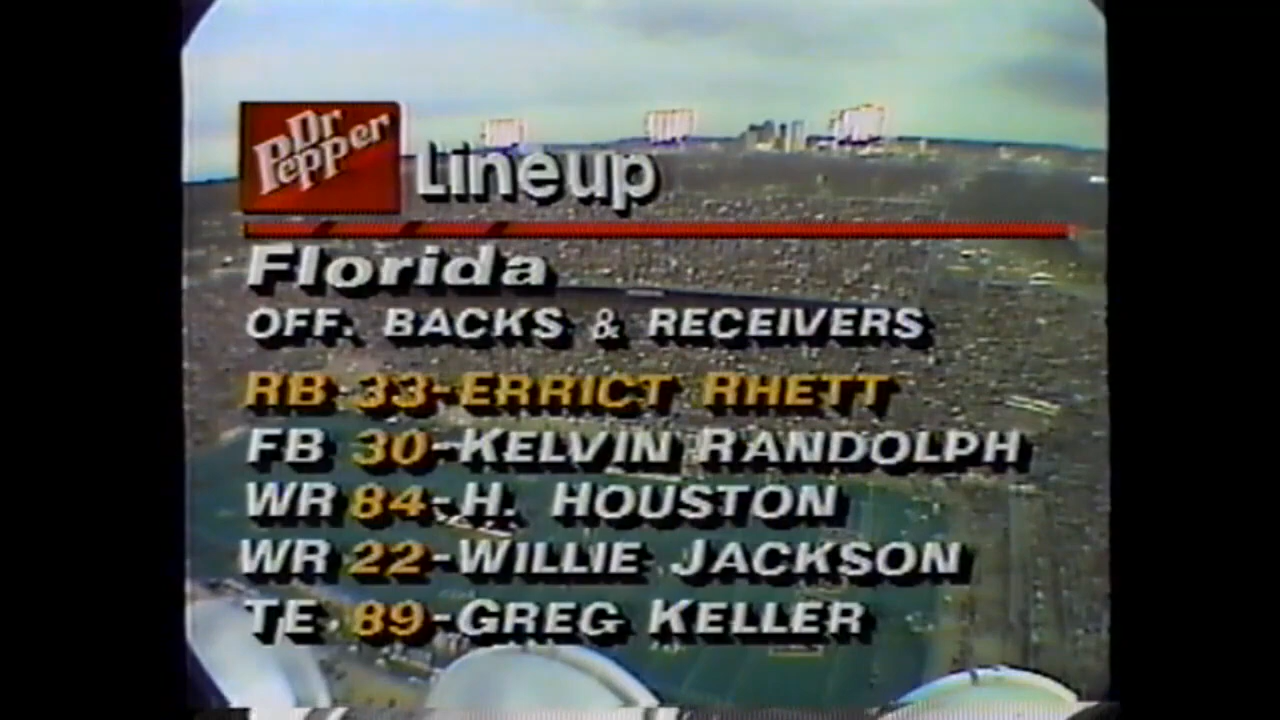 Dr Pepper Lineup
Florida
OFF. BACKS & RECEIVERS
RB 33-ERRICT RHETT
FB 30-KELVIN RANDOLPH
WR 84-H. HOUSTON
WR 22-WILLIE JACKSON
TE 89-GREG KELLER